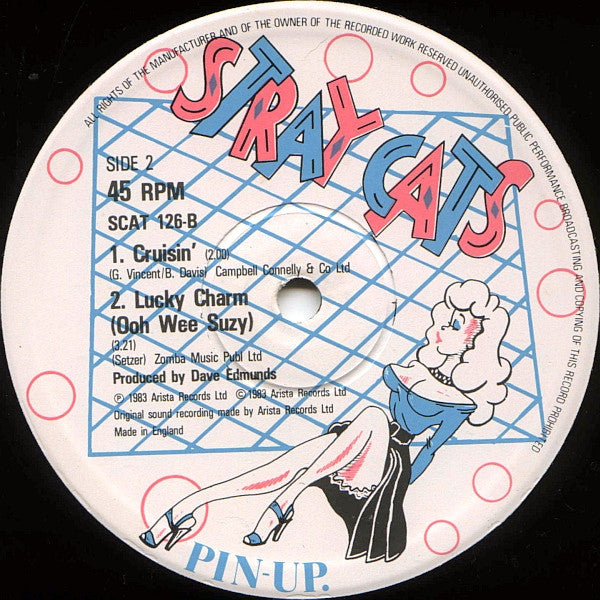 ALL RIGHTS OF THE MANUFACTURER AND OF THE OWNER OF THE RECORDED WORK RESERVED UNAUTHORISED PUBLIC PERFORMANCE BROADCASTING AND COPYING OF THIS RECORD PROHIBITED
STRAY CATS
SIDE 2
45 RPM
SCAT 126-B
1. Cruisin' (2.00)
(G. Vincent/B. Davis) Campbell Connelly & Co Ltd
2. Lucky Charm
(Ooh Wee Suzy)
(3.21)
(Setzer) Zomba Music Publ Ltd
Produced by Dave Edmunds
℗ 1983 Arista Records Ltd © 1983 Arista Records Ltd
Original sound recording made by Arista Records Ltd
Made in England
PIN-UP.